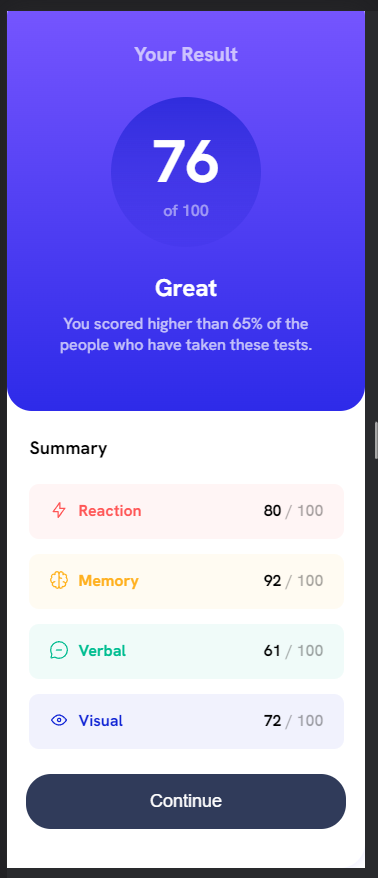 Your Result
76
of 100
Great
You scored higher than 65% of the
people who have taken these tests.
Summary
Reaction 80 / 100
Memory 92 / 100
Verbal 61 / 100
Visual 72 / 100
Continue